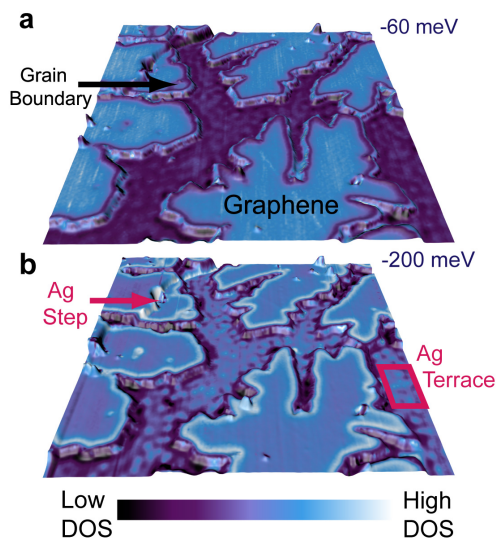 a
-60 meV
Grain
Boundary
Graphene
b
-200 meV
Ag
Step
Ag
Terrace
Low
DOS
High
DOS